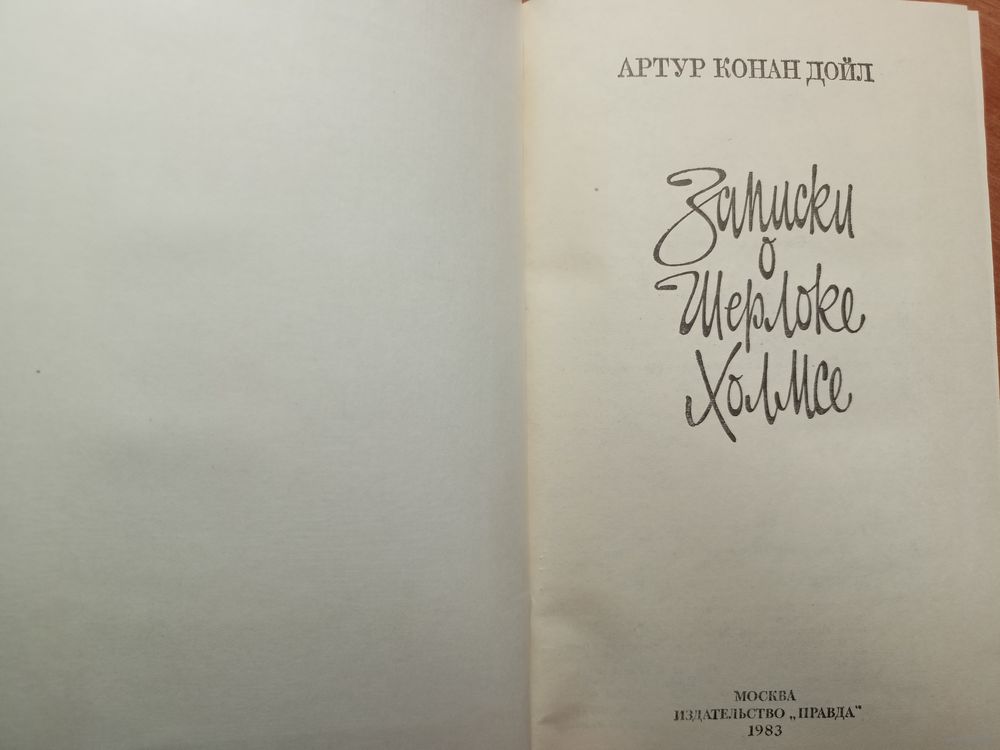 АРТУР КОНАН ДОЙЛ
Записки
о
Шерлоке
Холмсе
МОСКВА
ИЗДАТЕЛЬСТВО „ПРАВДА“
1983